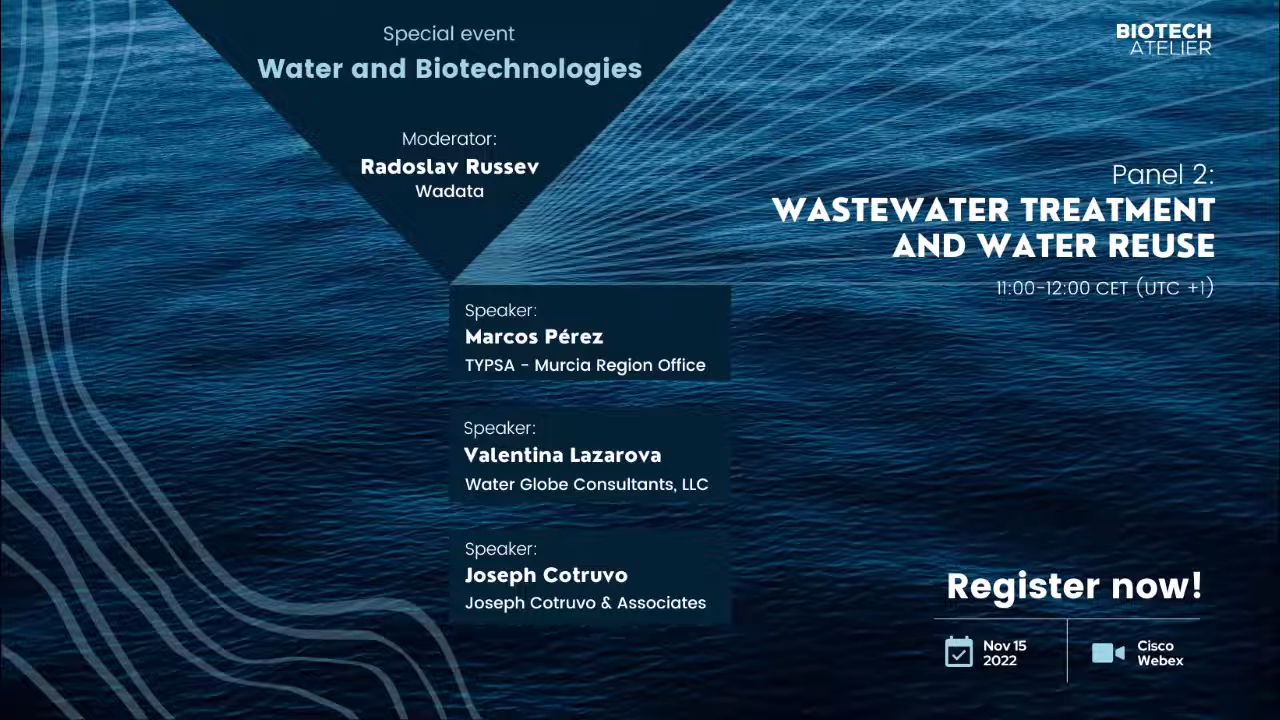 Special event
Water and Biotechnologies
Moderator:
Radoslav Russev
Wadata
BIOTECH
ATELIER
Panel 2:
WASTEWATER TREATMENT
AND WATER REUSE
11:00-12:00 CET (UTC +1)
Speaker:
Marcos Pérez
TYPSA - Murcia Region Office
Speaker:
Valentina Lazarova
Water Globe Consultants, LLC
Speaker:
Joseph Cotruvo
Joseph Cotruvo & Associates
Register now!
Nov 15
2022
Cisco
Webex